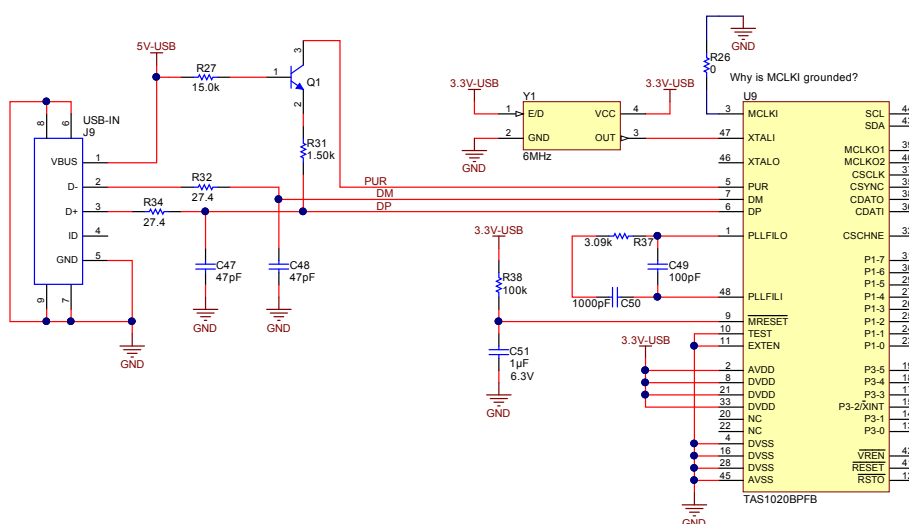 5V-USB
R27
15.0k
1
3
2
Q1
R31
1.50k
USB-IN
J9
8
6
VBUS
1
D-
2
D+
3
ID
4
GND
5
9
7
GND
R32
27.4
R34
27.4
C47
47pF
GND
C48
47pF
GND
PUR
DM
DP
3.3V-USB
Y1
1
E/D
VCC
4
2
GND
OUT
3
6MHz
GND
3.3V-USB
GND
R26
0
Why is MCLKI grounded?
3.3V-USB
R38
100k
C51
1µF
6.3V
GND
3.09k
R37
C49
100pF
1000pF
C50
3.3V-USB
GND
U9
3
MCLKI
47
XTALI
46
XTALO
5
PUR
7
DM
6
DP
1
PLLFILO
48
PLLFILI
9
MRESET
10
TEST
11
EXTEN
2
AVDD
8
DVDD
21
DVDD
33
DVDD
20
NC
22
NC
4
DVSS
16
DVSS
28
DVSS
45
AVSS
SCL
SDA
MCLKO1
MCLKO2
CSCLK
CSYNC
CDATO
CDATI
CSCHNE
P1-7
P1-6
P1-5
P1-4
P1-3
P1-2
P1-1
P1-0
P3-5
P3-4
P3-3
P3-2/XINT
P3-1
P3-0
VREN
RESET
RSTO
TAS1020BPFB